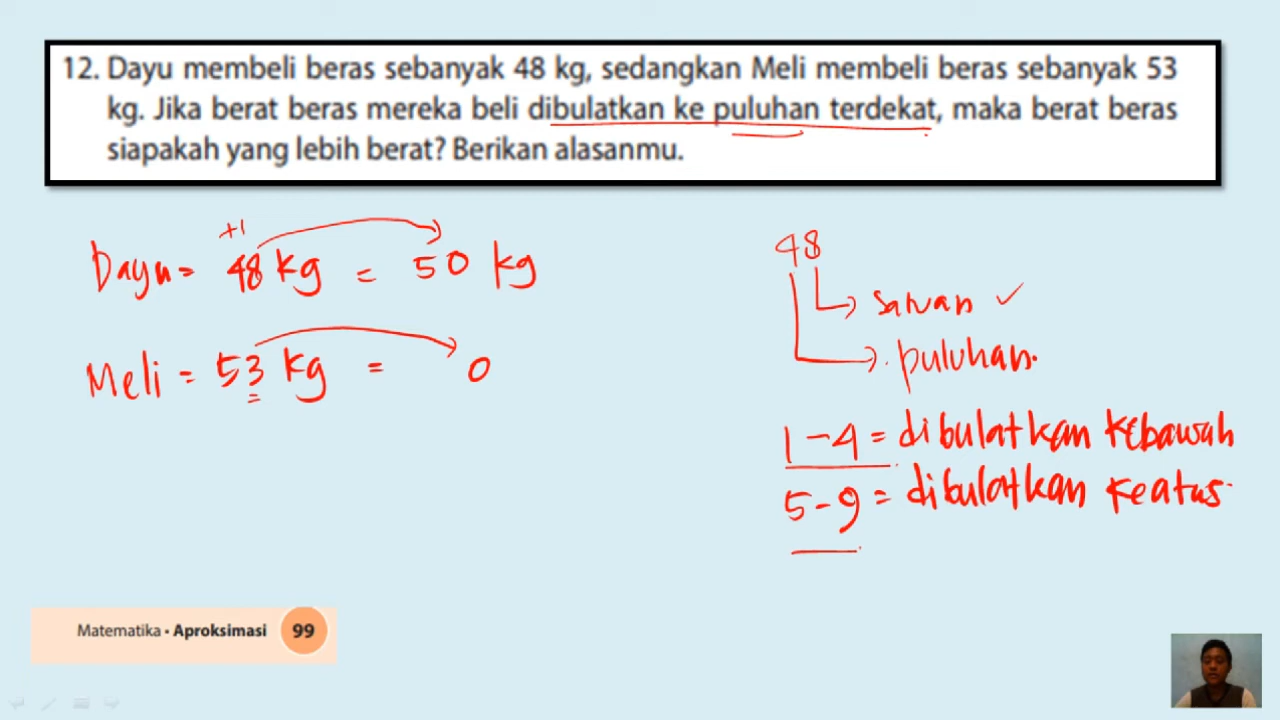 12. Dayu membeli beras sebanyak 48 kg, sedangkan Meli membeli beras sebanyak 53
kg. Jika berat beras mereka beli dibulatkan ke puluhan terdekat, maka berat beras
siapakah yang lebih berat? Berikan alasanmu.
+1
Dayu = 48 kg = 50 kg
Meli = 53 kg = 0
48
satuan ✓
puluhan.
1 - 4 = dibulatkan kebawah
5 - 9 = dibulatkan keatas.
Matematika • Aproksimasi 99